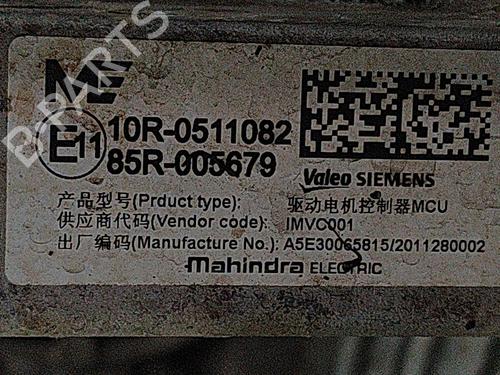 B-PARTS
E11
10R-0511082
85R-005679
Valeo SIEMENS
产品型号(Prduct type): 驱动电机控制器MCU
供应商代码(Vendor code): IMVC001
出厂编码(Manufacture No.): A5E30065815/2011280002
mahindra ELECTRIC